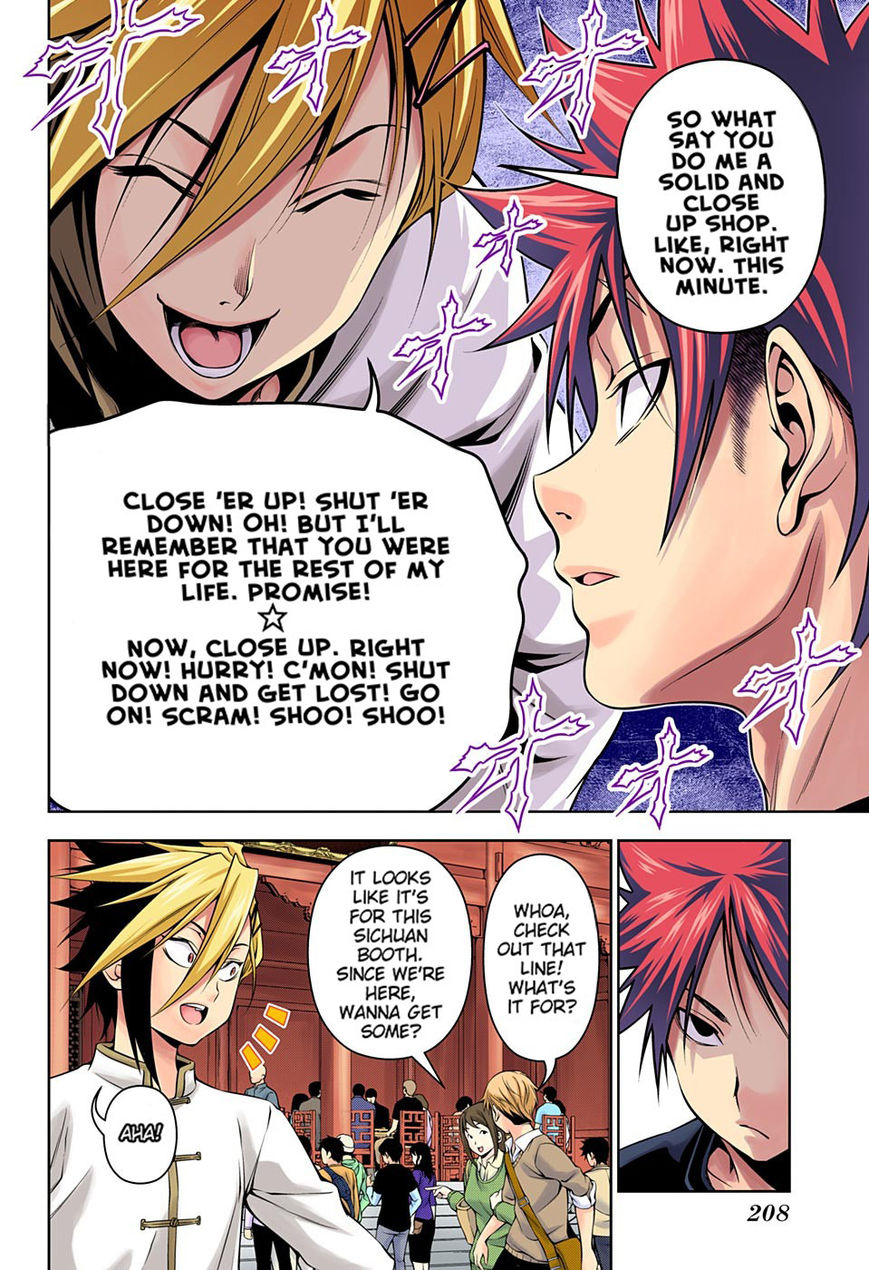 SO WHAT
SAY YOU
DO ME A
SOLID AND
CLOSE
UP SHOP.
LIKE, RIGHT
NOW. THIS
MINUTE.
CLOSE 'ER UP! SHUT 'ER
DOWN! OH! BUT I'LL
REMEMBER THAT YOU WERE
HERE FOR THE REST OF MY
LIFE. PROMISE!
☆
NOW, CLOSE UP. RIGHT
NOW! HURRY! C'MON! SHUT
DOWN AND GET LOST! GO
ON! SCRAM! SHOO! SHOO!
WHOA,
CHECK
OUT THAT
LINE!
WHAT'S
IT FOR?
IT LOOKS
LIKE IT'S
FOR THIS
SICHUAN
BOOTH.
SINCE WE'RE
HERE,
WANNA GET
SOME?
AHA!
208